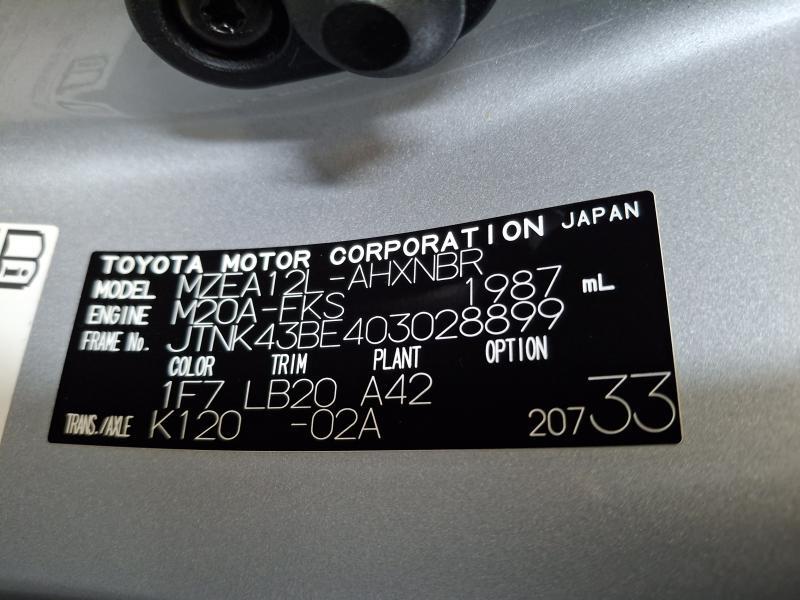 TOYOTA MOTOR CORPORATION JAPAN
MODEL MZEA12L-AHXNBR
ENGINE M20A-FKS 1987 mL
FRAME No. JTNK43BE403028899
COLOR TRIM PLANT OPTION
1F7 LB20 A42
TRANS./AXLE K120 -02A 20733